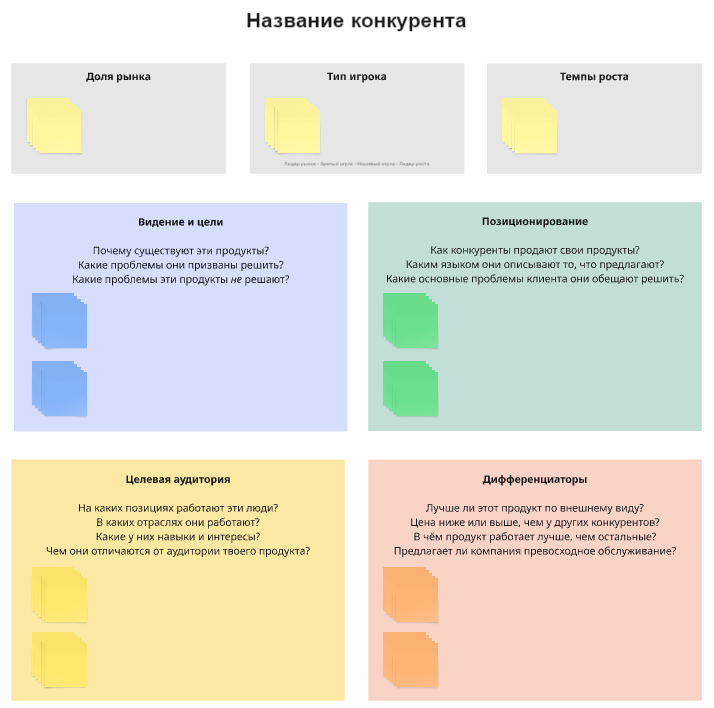 Название конкурента
Доля рынка
Тип игрока
Темпы роста
Лидер рынка - Зрелый игрок - Нишевый игрок - Лидер роста
Видение и цели
Почему существуют эти продукты?
Какие проблемы они призваны решить?
Какие проблемы эти продукты не решают?
Позиционирование
Как конкуренты продают свои продукты?
Каким языком они описывают то, что предлагают?
Какие основные проблемы клиента они обещают решить?
Целевая аудитория
На каких позициях работают эти люди?
В каких отраслях они работают?
Какие у них навыки и интересы?
Чем они отличаются от аудитории твоего продукта?
Дифференциаторы
Лучше ли этот продукт по внешнему виду?
Цена ниже или выше, чем у других конкурентов?
В чём продукт работает лучше, чем остальные?
Предлагает ли компания превосходное обслуживание?